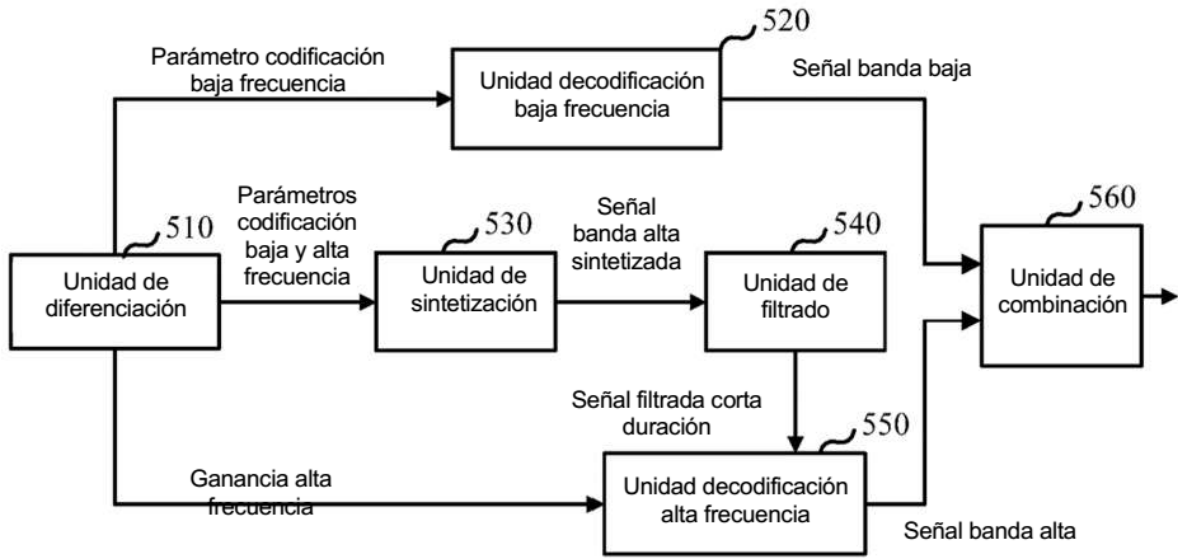 520
Parámetro codificación
baja frecuencia
Unidad decodificación
baja frecuencia
Señal banda baja
510
Parámetros
codificación
baja y alta
frecuencia
530
Señal
banda alta
sintetizada
540
560
Unidad de
diferenciación
Unidad de
sintetización
Unidad de
filtrado
Unidad de
combinación
Señal filtrada corta
duración
550
Ganancia alta
frecuencia
Unidad decodificación
alta frecuencia
Señal banda alta